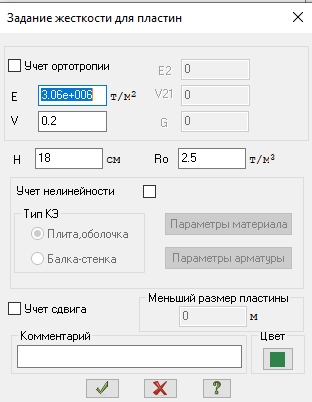 Задание жесткости для пластин
Учет ортотропии
E 3.06e+006 т/м²
V 0.2
E2 0
V21 0
G 0
H 18 см Ro 2.5 т/м³
Учет нелинейности
Тип КЭ
Плита,оболочка
Балка-стенка
Параметры материала
Параметры арматуры
Учет сдвига
Меньший размер пластины
0 м
Комментарий
Цвет
?